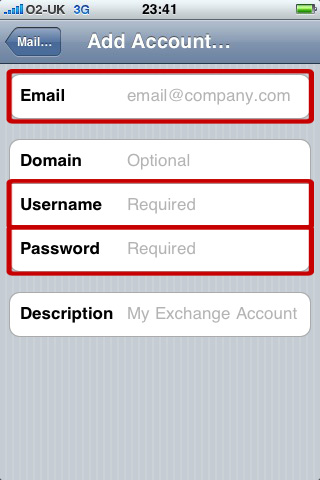 O2-UK 3G 23:41
Mail... Add Account...
Email email@company.com
Domain Optional
Username Required
Password Required
Description My Exchange Account